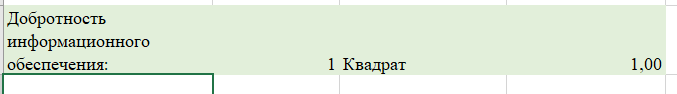 Добротность
информационного
обеспечения: 1 Квадрат 1,00